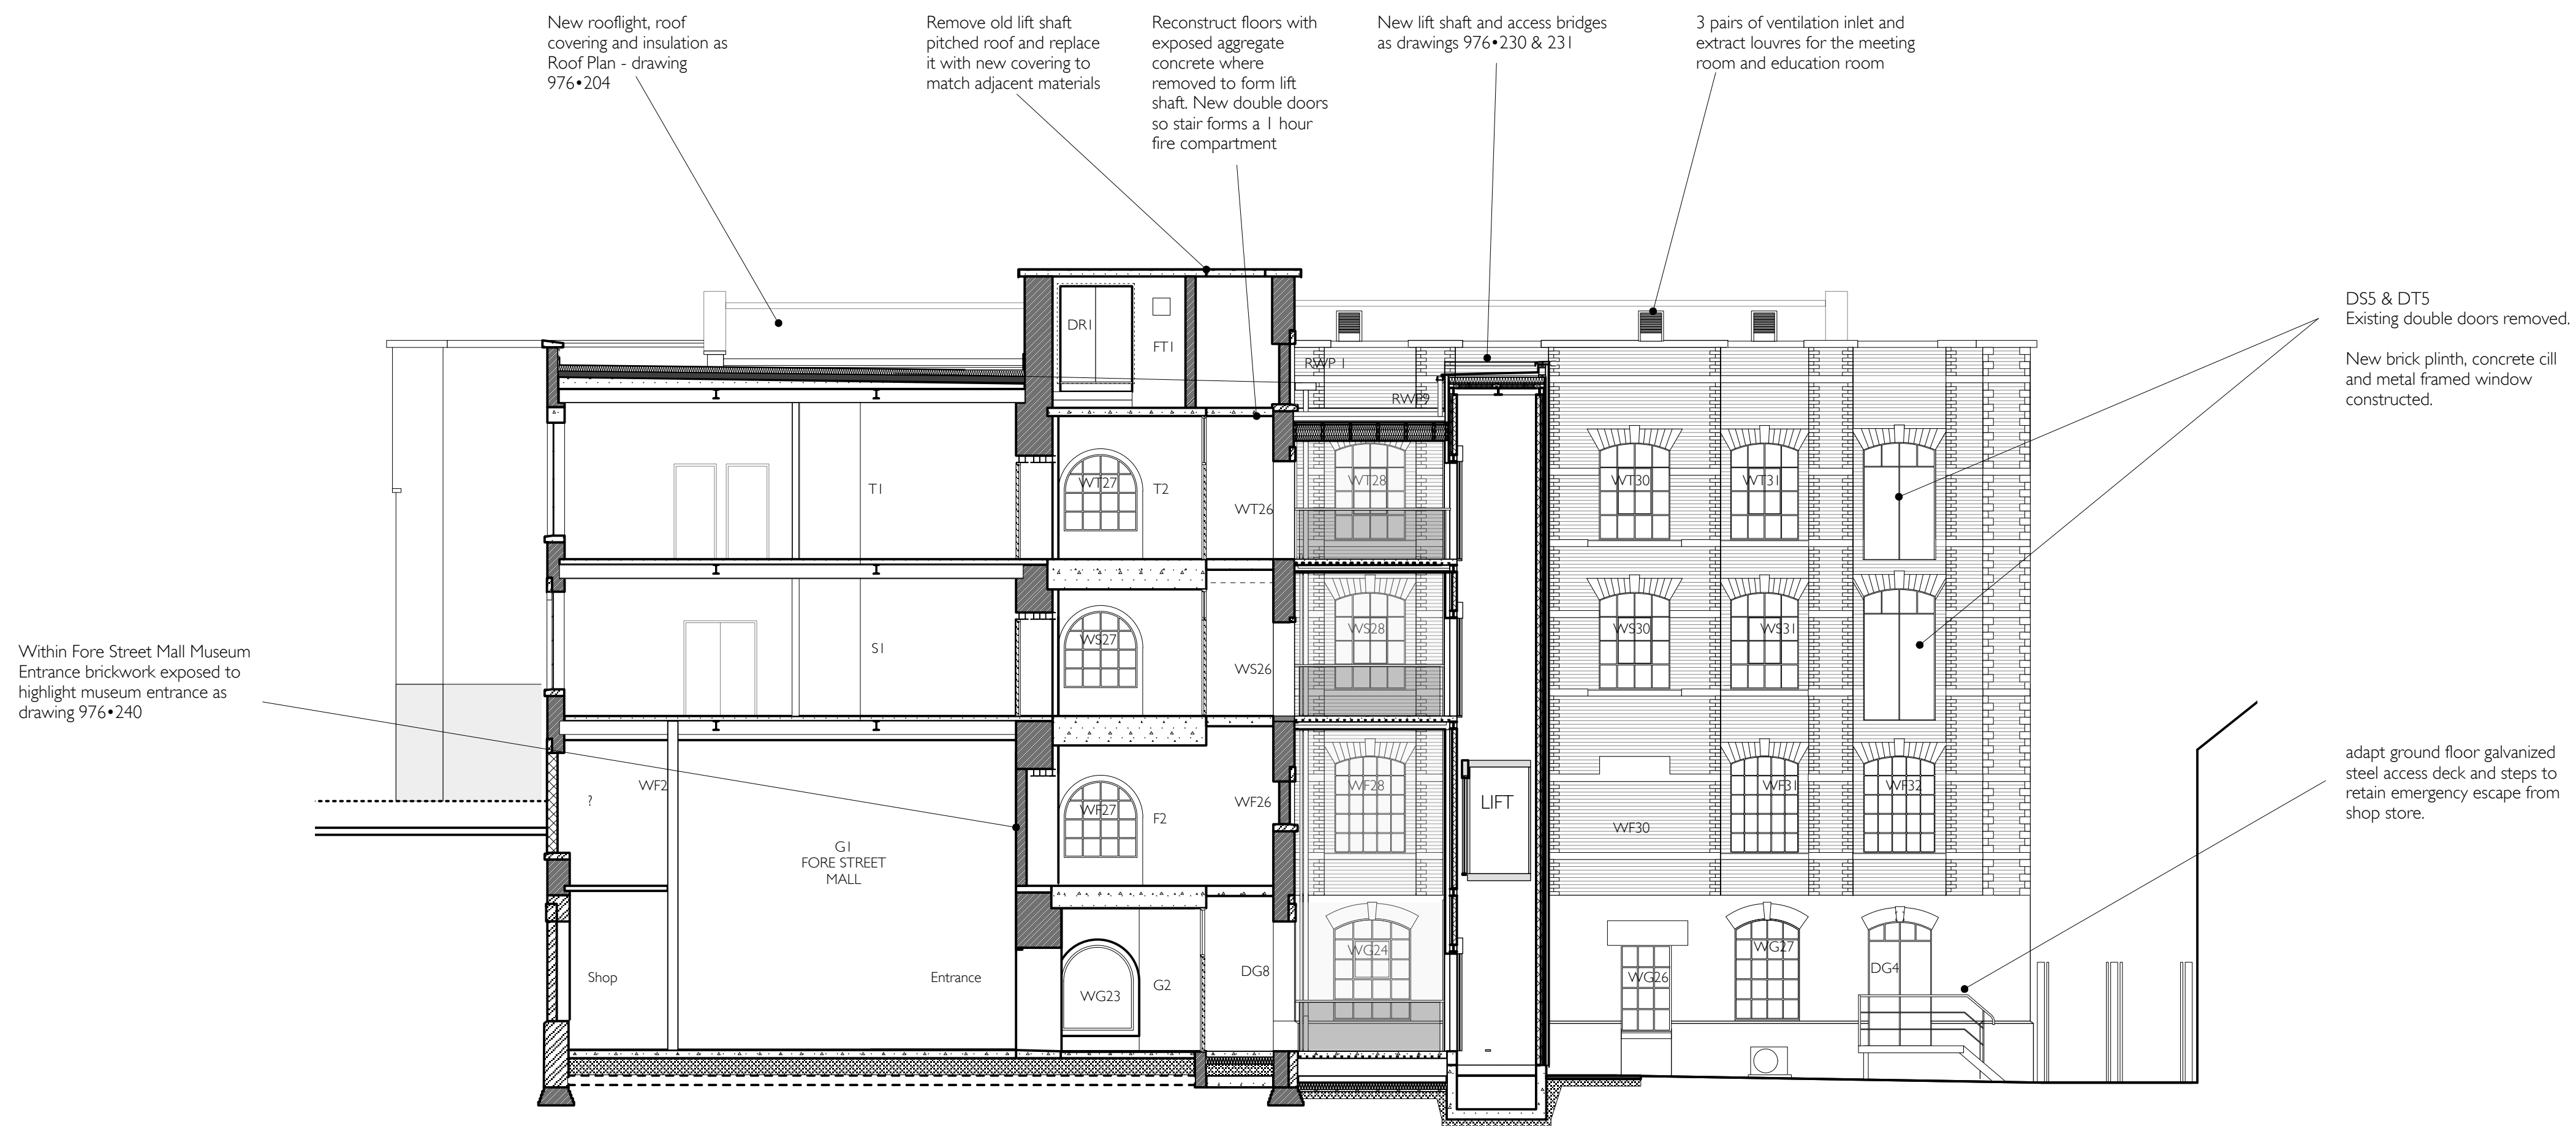 New rooflight, roof
covering and insulation as
Roof Plan - drawing
976•204
Remove old lift shaft
pitched roof and replace
it with new covering to
match adjacent materials
Reconstruct floors with
exposed aggregate
concrete where
removed to form lift
shaft. New double doors
so stair forms a 1 hour
fire compartment
New lift shaft and access bridges
as drawings 976•230 & 231
3 pairs of ventilation inlet and
extract louvres for the meeting
room and education room
DS5 & DT5
Existing double doors removed.
New brick plinth, concrete cill
and metal framed window
constructed.
Within Fore Street Mall Museum
Entrance brickwork exposed to
highlight museum entrance as
drawing 976•240
adapt ground floor galvanized
steel access deck and steps to
retain emergency escape from
shop store.
DR1
FT1
RWP 1
RWP9
T1
WT27
T2
WT26
WT28
WT30
WT31
S1
WS27
WS26
WS28
WS30
WS31
?
WF2
WF27
F2
WF26
WF28
LIFT
WF30
WF31
WF32
G1
FORE STREET
MALL
Shop
Entrance
WG23
G2
DG8
WG24
WG26
WG27
DG4